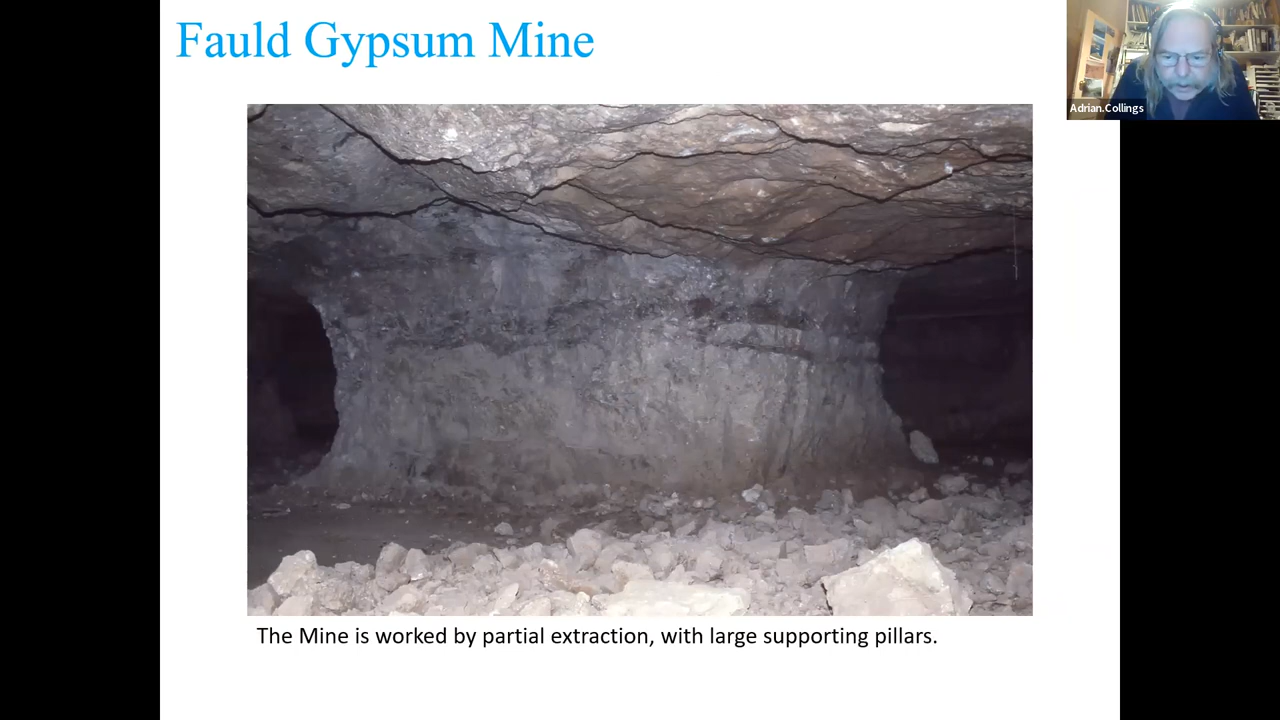 Fauld Gypsum Mine
Adrian.Collings
The Mine is worked by partial extraction, with large supporting pillars.